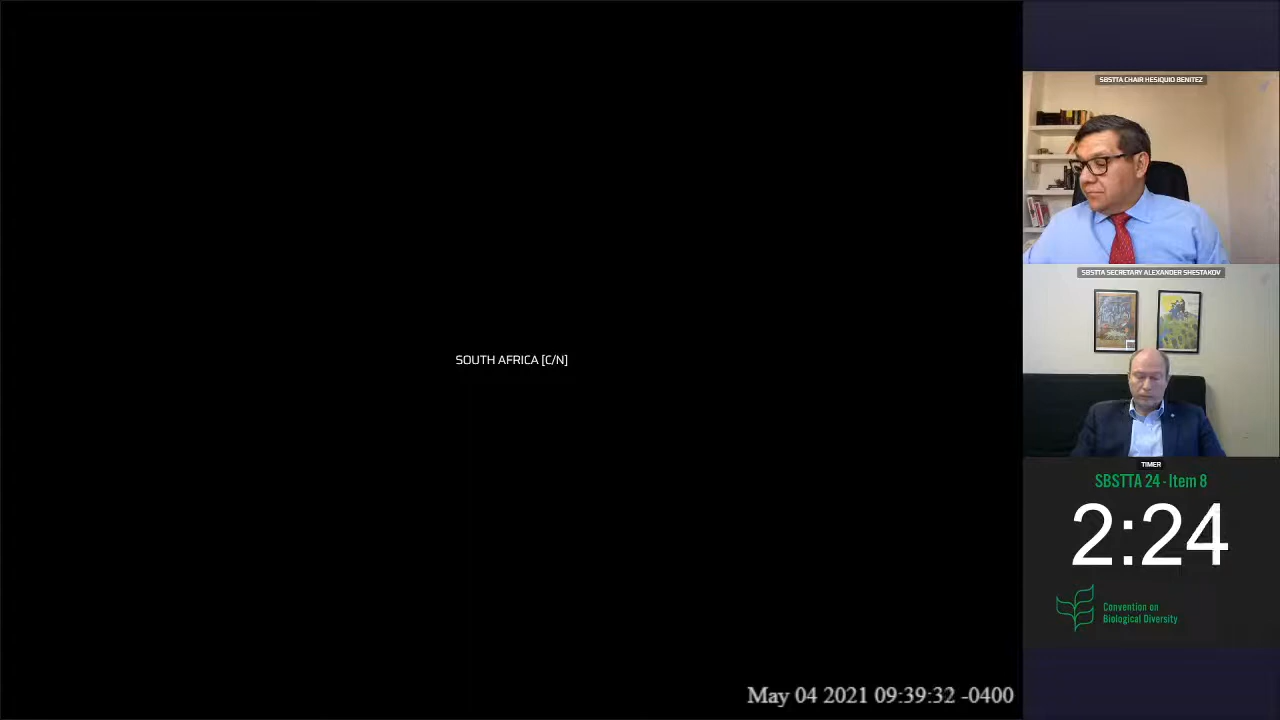 SOUTH AFRICA [C/N]
May 04 2021 09:39:32 -0400
SBSTTA CHAIR HESIQUIO BENITEZ
SBSTTA SECRETARY ALEXANDER SHESTAKOV
TIMER
SBSTTA 24 - Item 8
2:24
Convention on
Biological Diversity